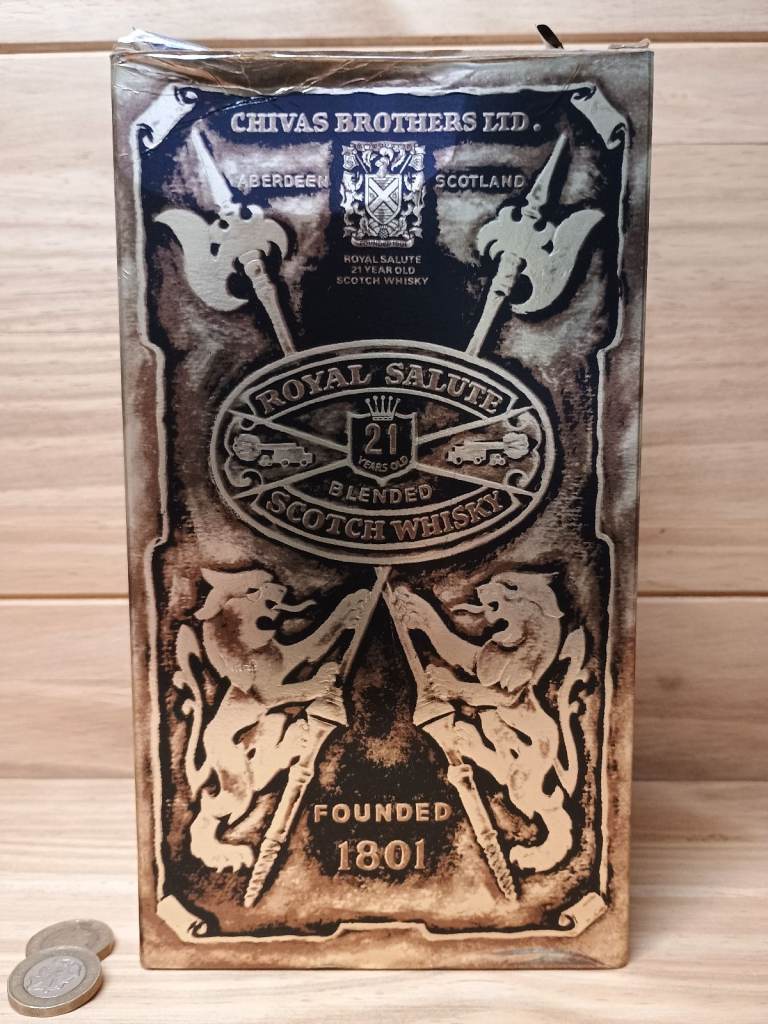 CHIVAS BROTHERS LTD.
ABERDEEN SCOTLAND
ROYAL SALUTE
21 YEAR OLD
SCOTCH WHISKY
ROYAL SALUTE
21
YEARS OLD
BLENDED
SCOTCH WHISKY
FOUNDED
1801